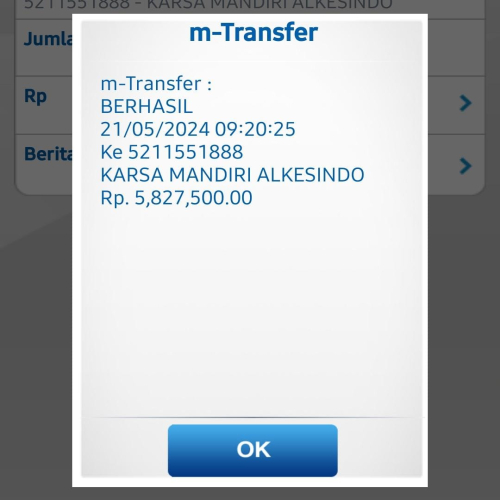 5211551888 - KARSA MANDIRI ALKESINDO
m-Transfer
Jumla
m-Transfer :
BERHASIL
Rp
21/05/2024 09:20:25
Ke 5211551888
Berita
KARSA MANDIRI ALKESINDO
Rp. 5,827,500.00
OK